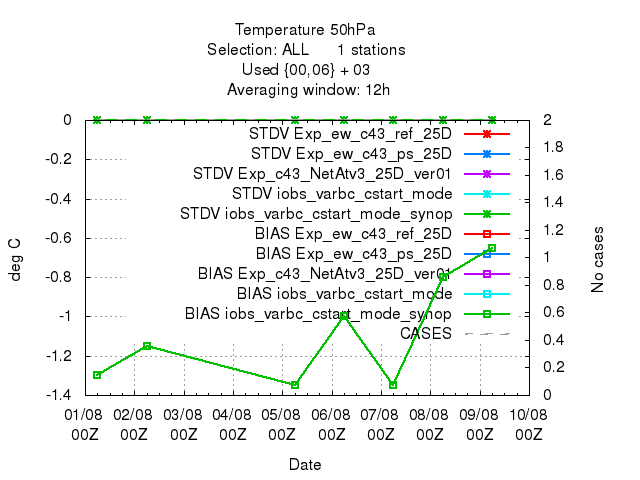 Temperature 50hPa
Selection: ALL 1 stations
Used {00,06} + 03
Averaging window: 12h
0
-0.2
-0.4
-0.6
-0.8
-1
-1.2
-1.4
deg C
STDV Exp_ew_c43_ref_25D
STDV Exp_ew_c43_ps_25D
STDV Exp_c43_NetAtv3_25D_ver01
STDV iobs_varbc_cstart_mode
STDV iobs_varbc_cstart_mode_synop
BIAS Exp_ew_c43_ref_25D
BIAS Exp_ew_c43_ps_25D
BIAS Exp_c43_NetAtv3_25D_ver01
BIAS iobs_varbc_cstart_mode
BIAS iobs_varbc_cstart_mode_synop
CASES
2
1.8
1.6
1.4
1.2
1
0.8
0.6
0.4
0.2
0
No cases
01/08 02/08 03/08 04/08 05/08 06/08 07/08 08/08 09/08 10/08
00Z 00Z 00Z 00Z 00Z 00Z 00Z 00Z 00Z 00Z
Date